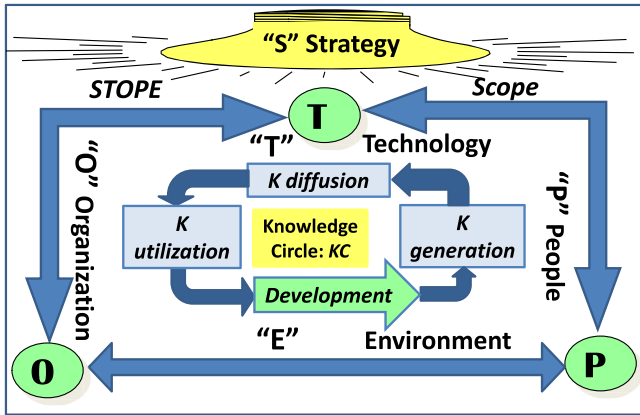 “S” Strategy
STOPE
Scope
T
“T” Technology
“O” Organization
“P” People
K diffusion
K
utilization
Knowledge
Circle: KC
K
generation
Development
“E” Environment
O
P